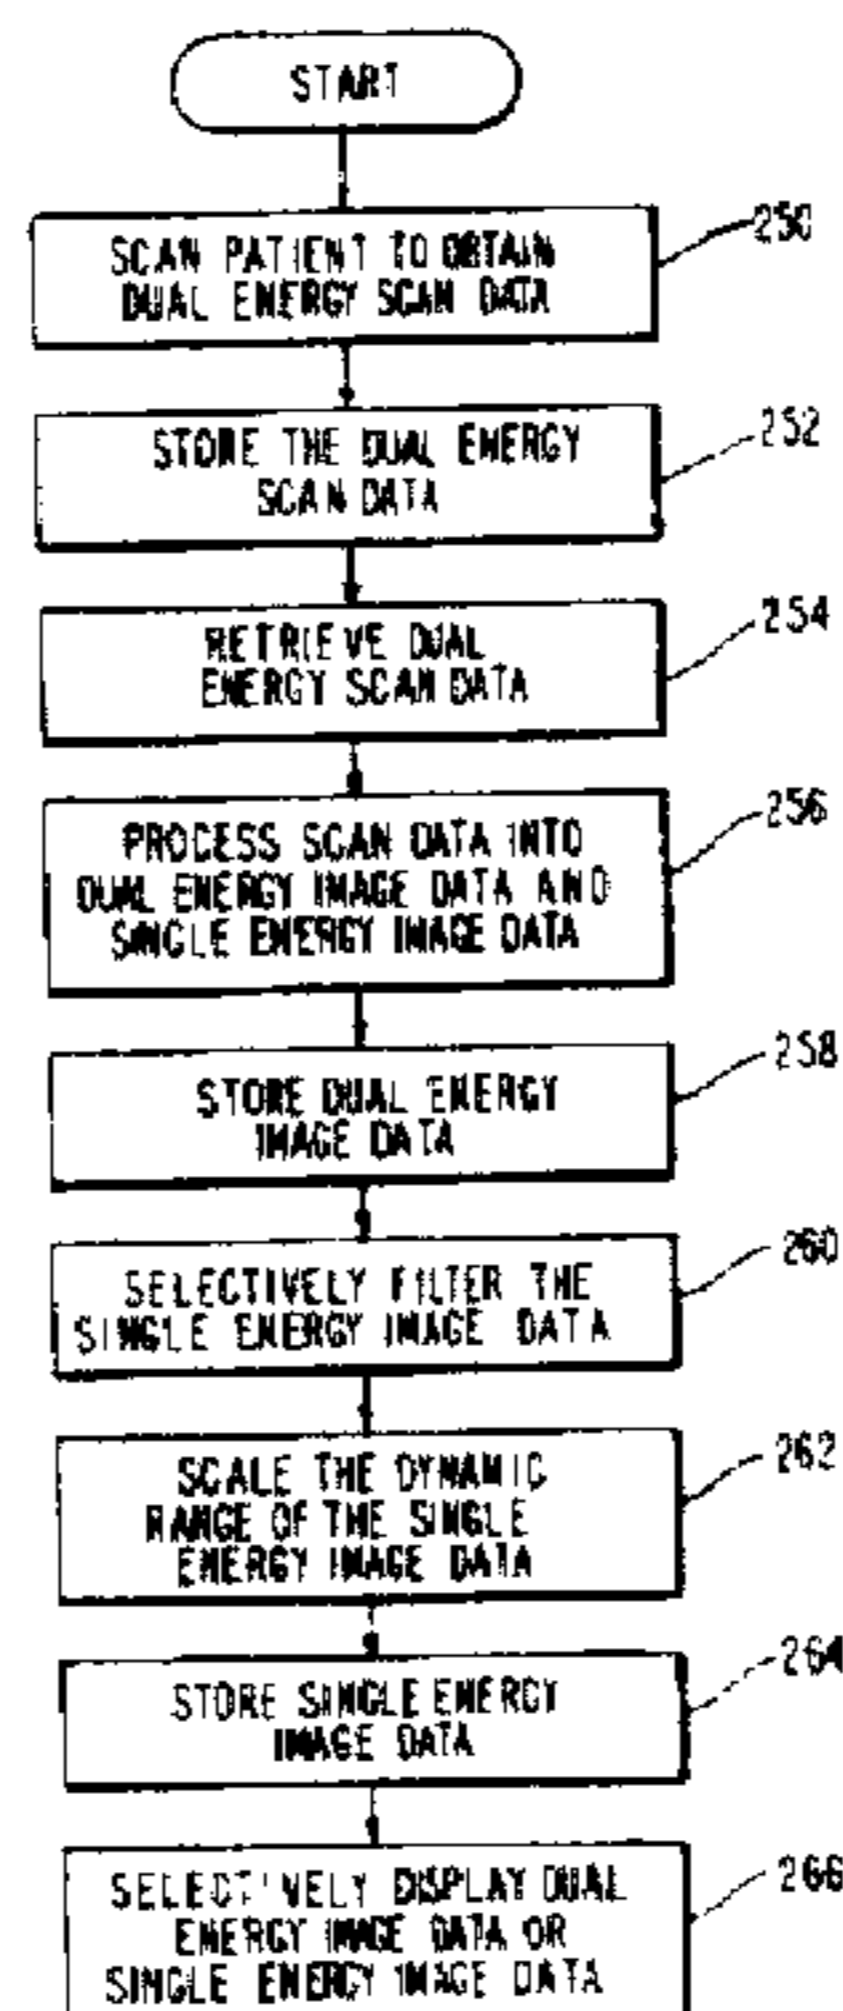 START
250
SCAN PATIENT TO OBTAIN
DUAL ENERGY SCAN DATA
252
STORE THE DUAL ENERGY
SCAN DATA
254
RETRIEVE DUAL
ENERGY SCAN DATA
256
PROCESS SCAN DATA INTO
DUAL ENERGY IMAGE DATA AND
SINGLE ENERGY IMAGE DATA
258
STORE DUAL ENERGY
IMAGE DATA
260
SELECTIVELY FILTER THE
SINGLE ENERGY IMAGE DATA
262
SCALE THE DYNAMIC
RANGE OF THE SINGLE
ENERGY IMAGE DATA
264
STORE SINGLE ENERGY
IMAGE DATA
266
SELECTIVELY DISPLAY DUAL
ENERGY IMAGE DATA OR
SINGLE ENERGY IMAGE DATA